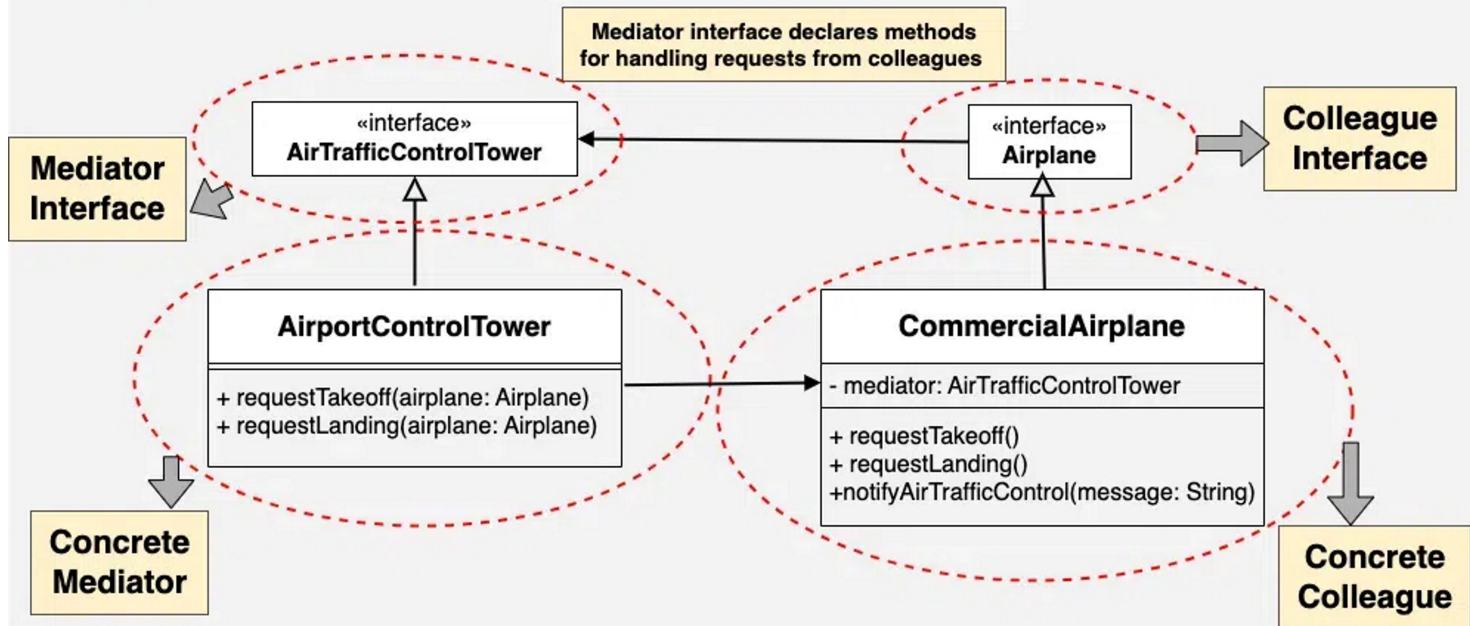 Mediator interface declares methods
for handling requests from colleagues
«interface»
AirTrafficControlTower
«interface»
Airplane
Colleague
Interface
Mediator
Interface
AirportControlTower
+ requestTakeoff(airplane: Airplane)
+ requestLanding(airplane: Airplane)
CommercialAirplane
- mediator: AirTrafficControlTower
+ requestTakeoff()
+ requestLanding()
+notifyAirTrafficControl(message: String)
Concrete
Mediator
Concrete
Colleague